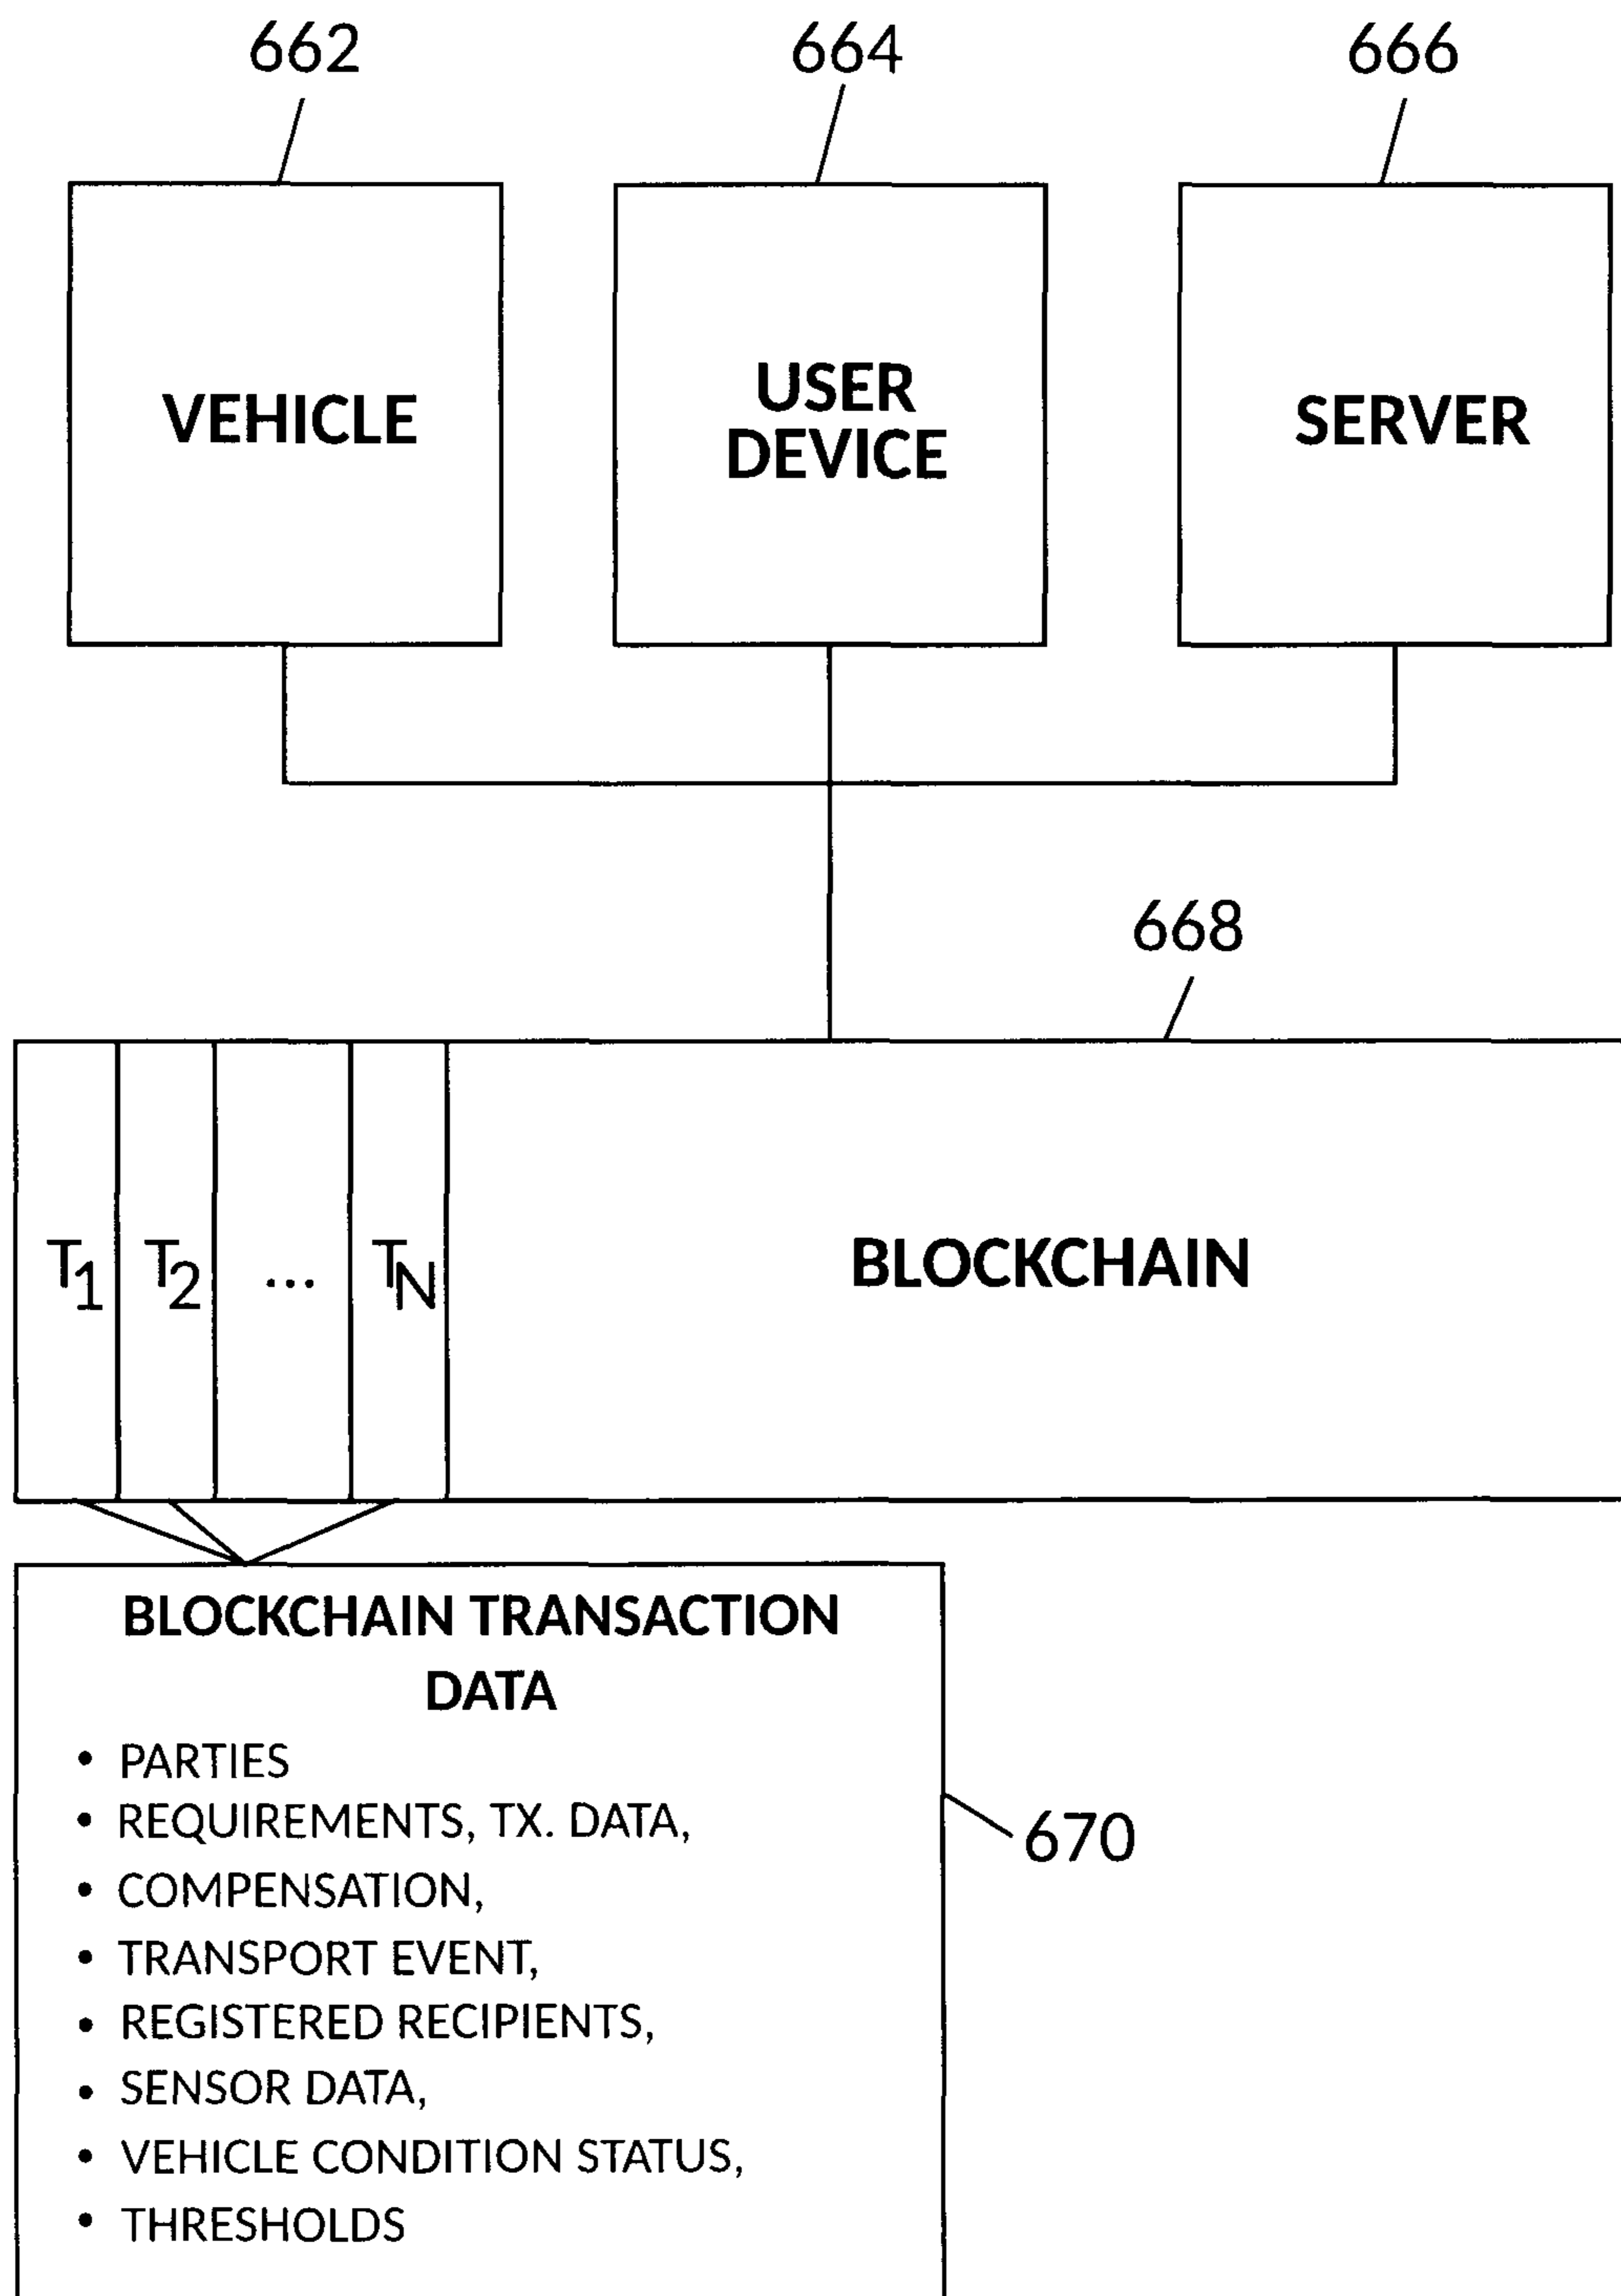 662
664
666
VEHICLE
USER
DEVICE
SERVER
668
T1
T2
...
TN
BLOCKCHAIN
BLOCKCHAIN TRANSACTION
DATA
• PARTIES
• REQUIREMENTS, TX. DATA,
• COMPENSATION,
• TRANSPORT EVENT,
• REGISTERED RECIPIENTS,
• SENSOR DATA,
• VEHICLE CONDITION STATUS,
• THRESHOLDS
670